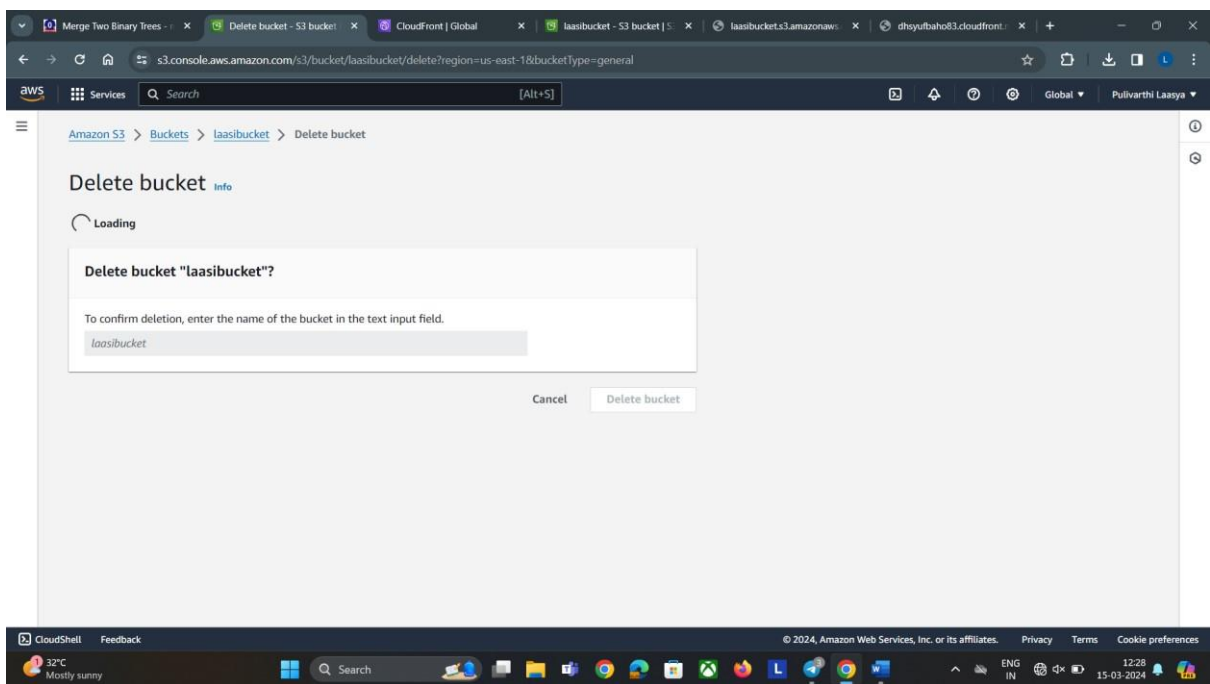 Merge Two Binary Trees -
Delete bucket - S3 bucket
CloudFront | Global
laasibucket - S3 bucket | S
laasibucket.s3.amazonaws.
dhsyufbaho83.cloudfront.
s3.console.aws.amazon.com/s3/bucket/laasibucket/delete?region=us-east-1&bucketType=general
L
aws
Services
Search
[Alt+S]
Global
Pulivarthi Laasya
Amazon S3 > Buckets > laasibucket > Delete bucket
Delete bucket Info
Loading
Delete bucket "laasibucket"?
To confirm deletion, enter the name of the bucket in the text input field.
laasibucket
Cancel
Delete bucket
CloudShell
Feedback
© 2024, Amazon Web Services, Inc. or its affiliates.
Privacy
Terms
Cookie preferences
1
32°C
Mostly sunny
Search
L
ENG
IN
12:28
15-03-2024